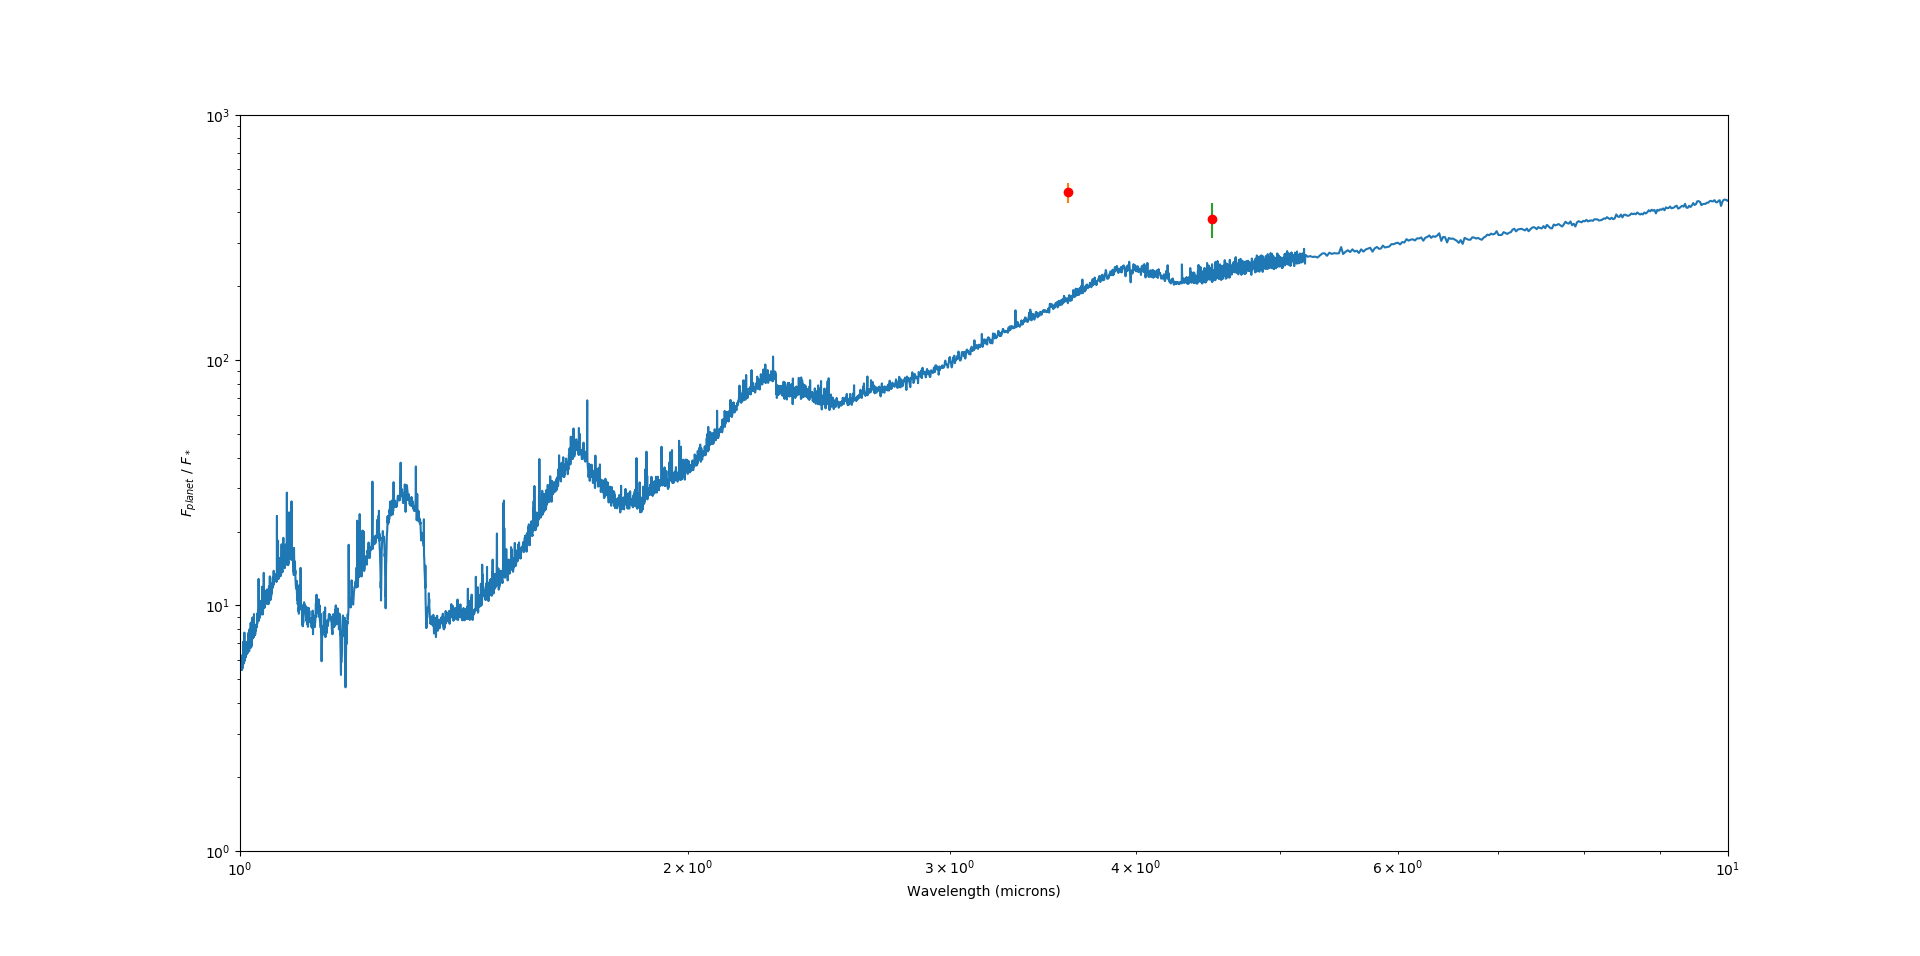 10³
10²
10¹
10⁰
F_planet / F_*
10⁰
2 × 10⁰
3 × 10⁰
4 × 10⁰
6 × 10⁰
10¹
Wavelength (microns)